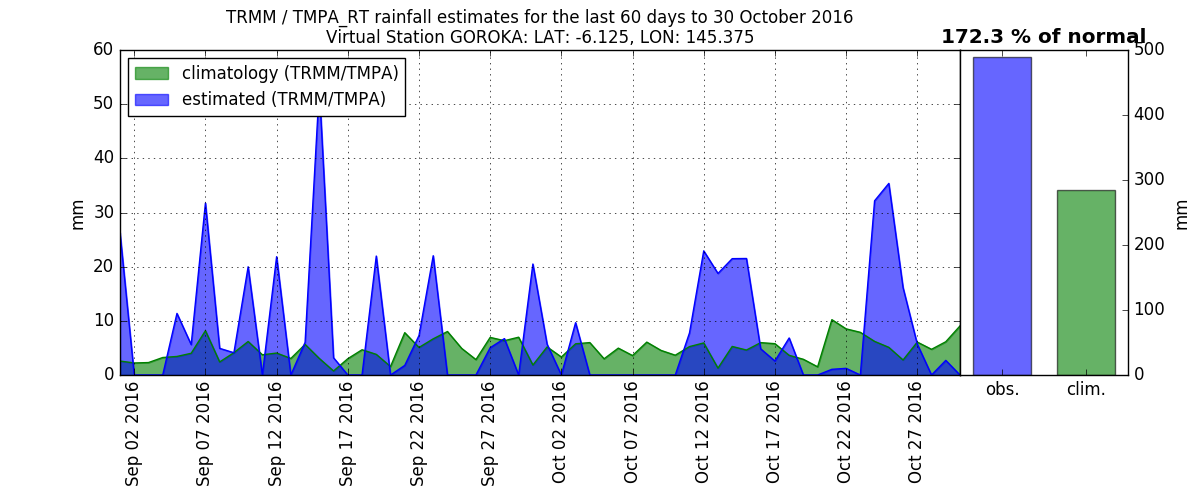 TRMM / TMPA_RT rainfall estimates for the last 60 days to 30 October 2016
Virtual Station GOROKA: LAT: -6.125, LON: 145.375
172.3 % of normal
climatology (TRMM/TMPA)
estimated (TRMM/TMPA)
mm
60
50
40
30
20
10
0
Sep 02 2016
Sep 07 2016
Sep 12 2016
Sep 17 2016
Sep 22 2016
Sep 27 2016
Oct 02 2016
Oct 07 2016
Oct 12 2016
Oct 17 2016
Oct 22 2016
Oct 27 2016
obs.
clim.
500
400
300
200
100
0
mm